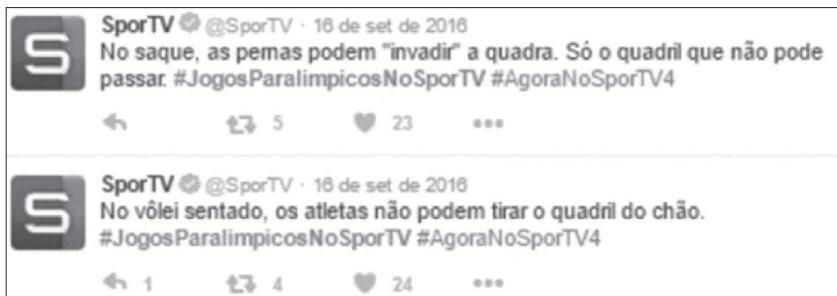 SporTV @SporTV · 16 de set de 2016
No saque, as pernas podem "invadir" a quadra. Só o quadril que não pode
passar. #JogosParalimpicosNoSporTV #AgoraNoSporTV4
5 23
SporTV @SporTV · 16 de set de 2016
No vôlei sentado, os atletas não podem tirar o quadril do chão.
#JogosParalimpicosNoSporTV #AgoraNoSporTV4
1 4 24